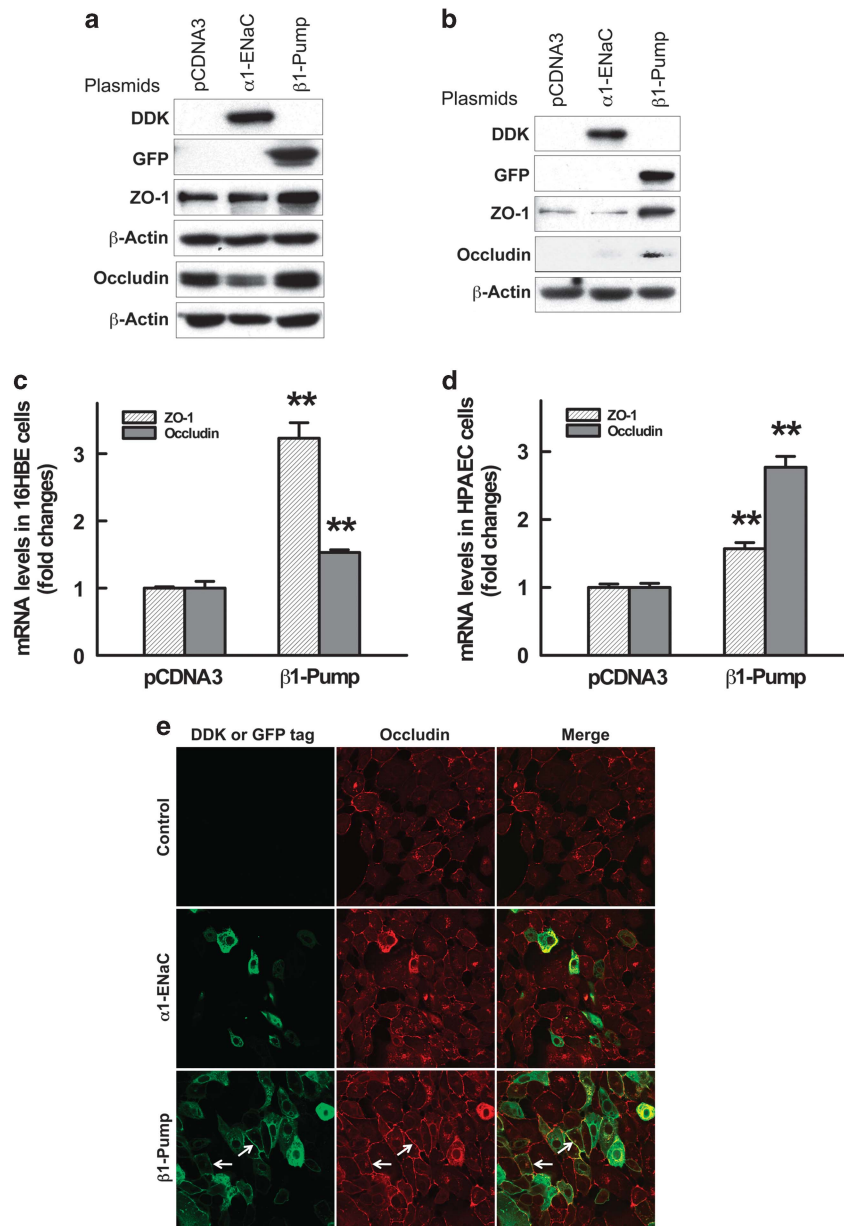 a
Plasmids
pCDNA3
α1-ENaC
β1-Pump
DDK
GFP
ZO-1
β-Actin
Occludin
β-Actin
b
Plasmids
pCDNA3
α1-ENaC
β1-Pump
DDK
GFP
ZO-1
Occludin
β-Actin
c
mRNA levels in 16HBE cells
(fold changes)
3
2
1
0
ZO-1
Occludin
**
**
pCDNA3
β1-Pump
d
mRNA levels in HPAEC cells
(fold changes)
3
2
1
0
ZO-1
Occludin
**
**
pCDNA3
β1-Pump
e
DDK or GFP tag
Occludin
Merge
Control
α1-ENaC
β1-Pump